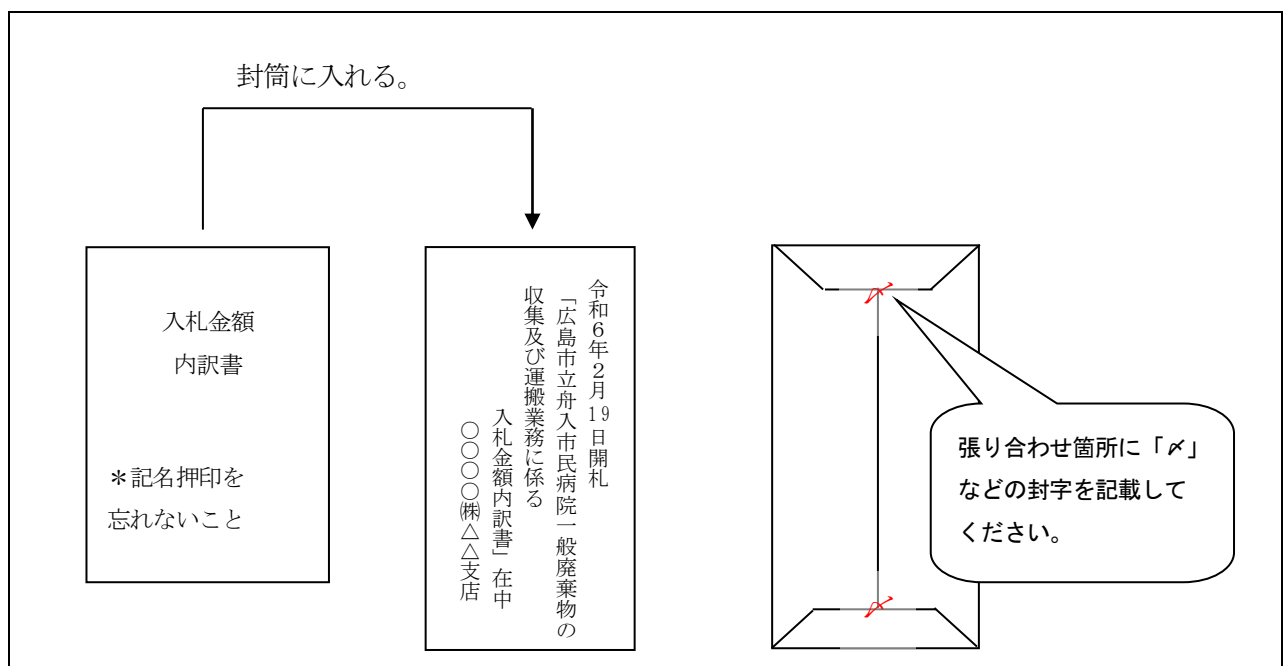 封筒に入れる。
入札金額
内訳書
＊記名押印を
忘れないこと
令和６年２月19日開札
「広島市立舟入市民病院一般廃棄物の
収集及び運搬業務に係る
入札金額内訳書」在中
○○○○㈱△△支店
〆
張り合わせ箇所に「〆」
などの封字を記載して
ください。
〆